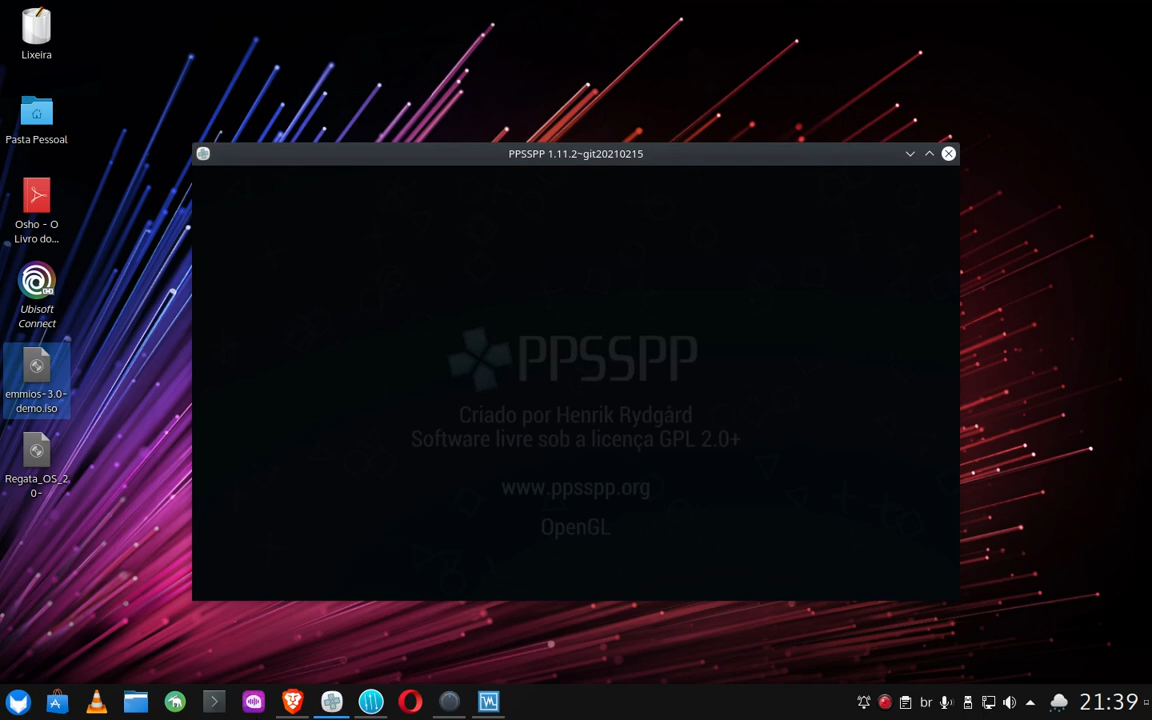 Lixeira
Pasta Pessoal
Osho - O
Livro do...
Ubisoft
Connect
emmios-3.0-
demo.iso
Regata_OS_2
0-
PPSSPP 1.11.2~git20210215
PPSSPP
Criado por Henrik Rydgård
Software livre sob a licença GPL 2.0+
www.ppsspp.org
OpenGL
br
21:39